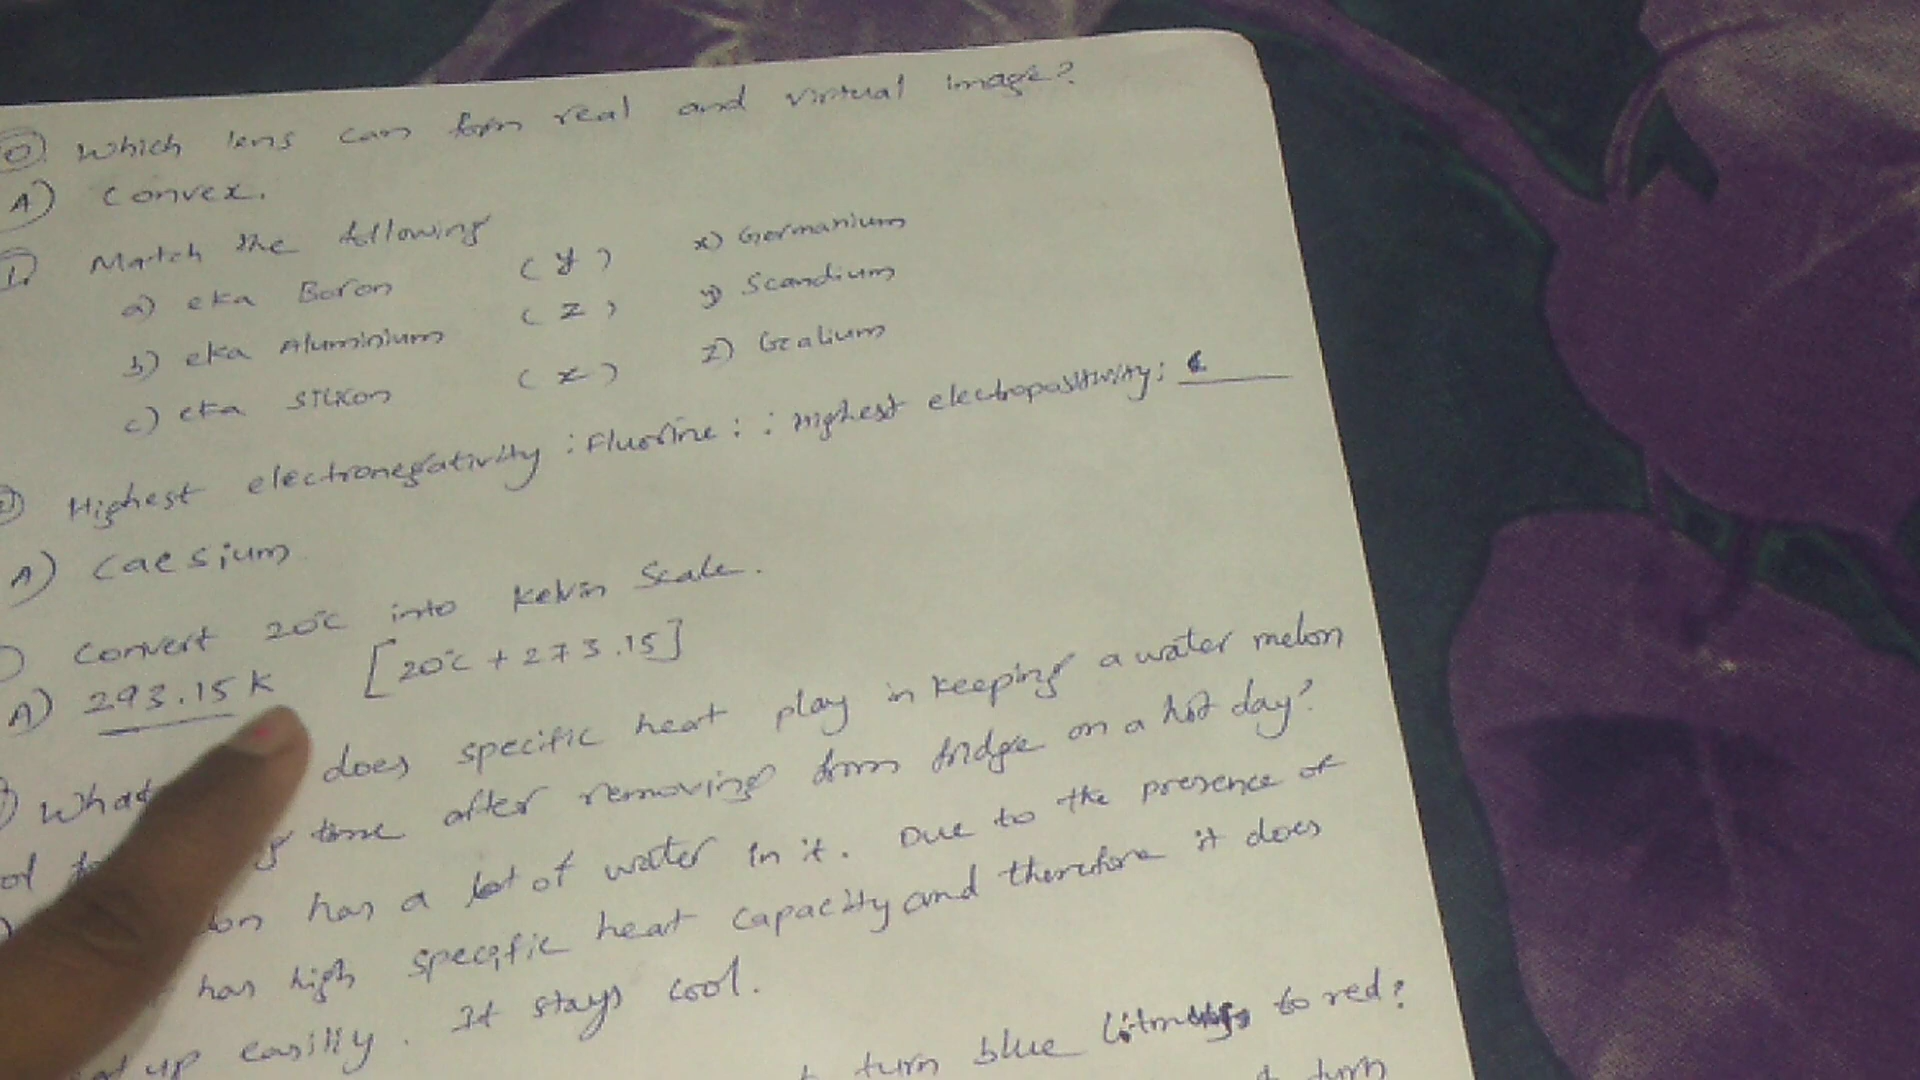 Which lens can form real and virtual image?
A) Convex.
1. Match the following
a) eka Boron (y) x) Germanium
b) eka Aluminium (z) y) Scandium
c) eka Silicon (x) z) Gealium
Highest electronegativity : Fluorine : : Highest electropositivity :
A) Caesium
Convert 20°C into Kelvin Scale.
A) 293.15 K [20°C + 273.15]
What does specific heat play in keeping a water melon
time after removing from fridge on a hot day?
has a lot of water in it. Due to the presence of
has high specific heat capacity and therefore it does
up easilly. It stays cool.
turn blue litmus to red?
turn